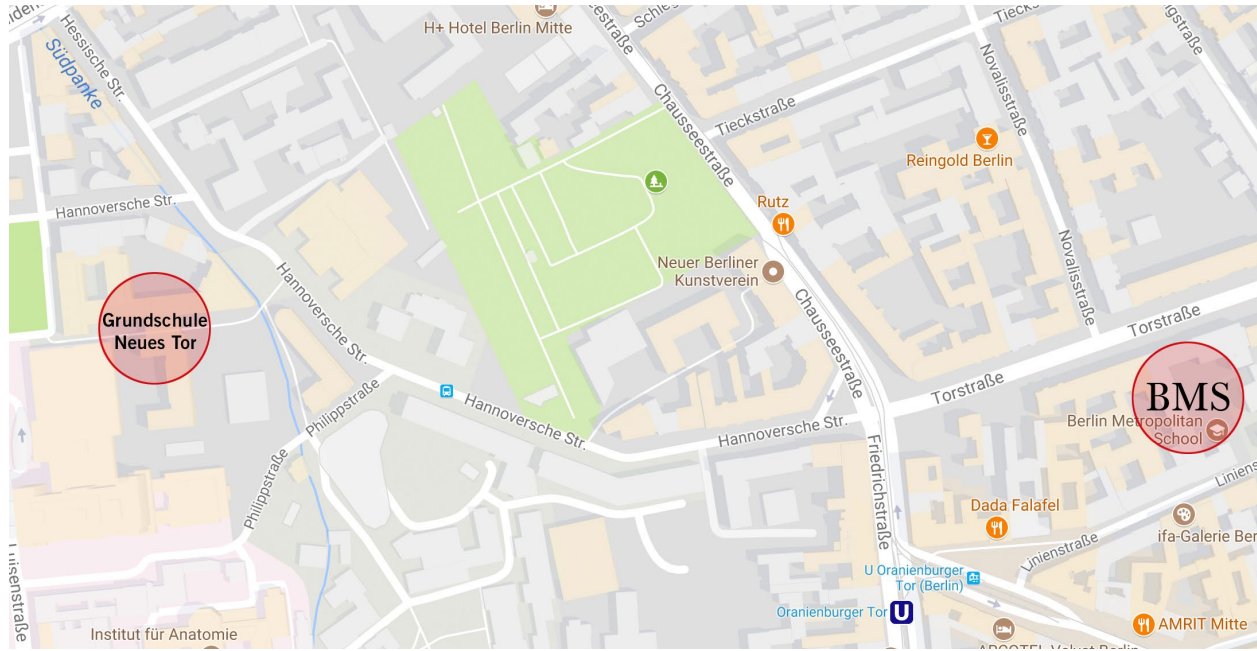 H+ Hotel Berlin Mitte
Hessische Str.
Südpanke
Chausseestraße
Tieckstraße
Tieckstraße
Novalisstraße
Reingold Berlin
Hannoversche Str.
Rutz
Neuer Berliner
Kunstverein
Novalisstraße
Hannoversche Str.
Chausseestraße
Torstraße
Grundschule
Neues Tor
Torstraße
BMS
Berlin Metropolitan
School
Philippstraße
Hannoversche Str.
Hannoversche Str.
Friedrichstraße
Philippstraße
Dada Falafel
Linienstraße
ifa-Galerie Ber
Luisenstraße
U Oranienburger
Tor (Berlin)
Oranienburger Tor
U
AMRIT Mitte
Institut für Anatomie